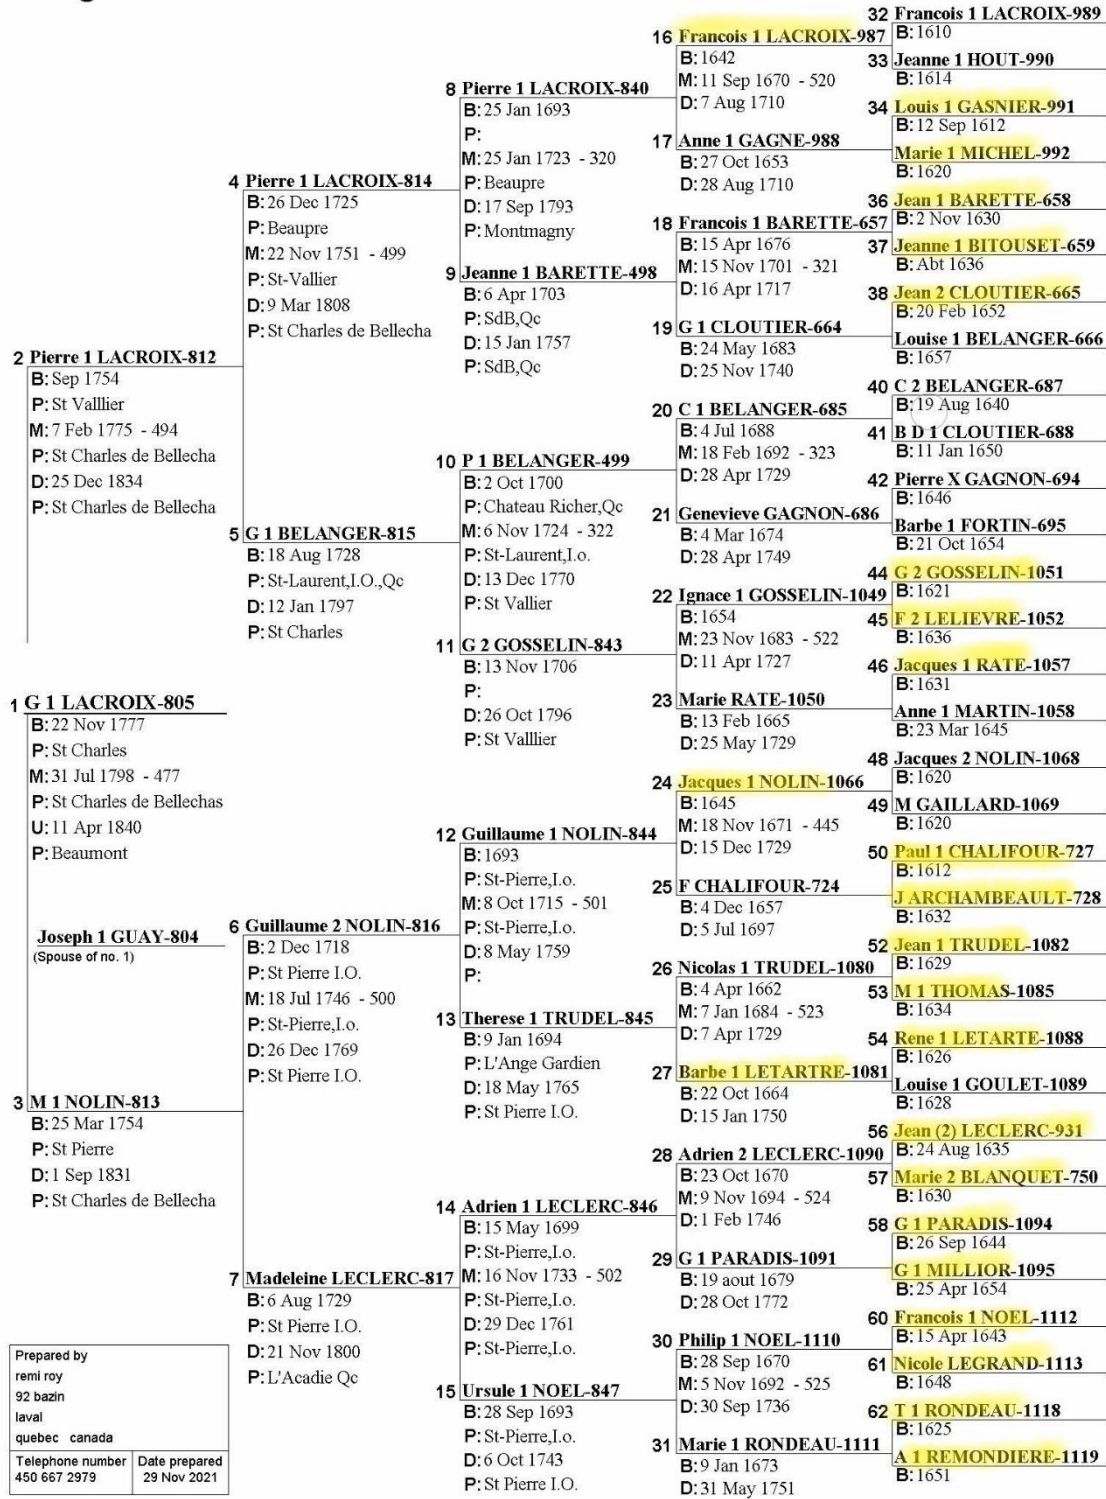 1 G 1 LACROIX-805
B: 22 Nov 1777
P: St Charles
M: 31 Jul 1798 - 477
P: St Charles de Bellechas
U: 11 Apr 1840
P: Beaumont
Joseph 1 GUAY-804
(Spouse of no. 1)
2 Pierre 1 LACROIX-812
B: Sep 1754
P: St Valllier
M: 7 Feb 1775 - 494
P: St Charles de Bellecha
D: 25 Dec 1834
P: St Charles de Bellecha
3 M 1 NOLIN-813
B: 25 Mar 1754
P: St Pierre
D: 1 Sep 1831
P: St Charles de Bellecha
4 Pierre 1 LACROIX-814
B: 26 Dec 1725
P: Beaupre
M: 22 Nov 1751 - 499
P: St-Vallier
D: 9 Mar 1808
P: St Charles de Bellecha
5 G 1 BELANGER-815
B: 18 Aug 1728
P: St-Laurent,I.O.,Qc
D: 12 Jan 1797
P: St Charles
6 Guillaume 2 NOLIN-816
B: 2 Dec 1718
P: St Pierre I.O.
M: 18 Jul 1746 - 500
P: St-Pierre,I.o.
D: 26 Dec 1769
P: St Pierre I.O.
7 Madeleine LECLERC-817
B: 6 Aug 1729
P: St Pierre I.O.
D: 21 Nov 1800
P: L'Acadie Qc
8 Pierre 1 LACROIX-840
B: 25 Jan 1693
P:
M: 25 Jan 1723 - 320
P: Beaupre
D: 17 Sep 1793
P: Montmagny
9 Jeanne 1 BARETTE-498
B: 6 Apr 1703
P: SdB,Qc
D: 15 Jan 1757
P: SdB,Qc
10 P 1 BELANGER-499
B: 2 Oct 1700
P: Chateau Richer,Qc
M: 6 Nov 1724 - 322
P: St-Laurent,I.o.
D: 13 Dec 1770
P: St Vallier
11 G 2 GOSSELIN-843
B: 13 Nov 1706
P:
D: 26 Oct 1796
P: St Valllier
12 Guillaume 1 NOLIN-844
B: 1693
P: St-Pierre,I.o.
M: 8 Oct 1715 - 501
P: St-Pierre,I.o.
D: 8 May 1759
P:
13 Therese 1 TRUDEL-845
B: 9 Jan 1694
P: L'Ange Gardien
D: 18 May 1765
P: St Pierre I.O.
14 Adrien 1 LECLERC-846
B: 15 May 1699
P: St-Pierre,I.o.
M: 16 Nov 1733 - 502
P: St-Pierre,I.o.
D: 29 Dec 1761
P: St-Pierre,I.o.
15 Ursule 1 NOEL-847
B: 28 Sep 1693
P: St-Pierre,I.o.
D: 6 Oct 1743
P: St Pierre I.O.
16 Francois 1 LACROIX-987
B: 1642
M: 11 Sep 1670 - 520
D: 7 Aug 1710
17 Anne 1 GAGNE-988
B: 27 Oct 1653
D: 28 Aug 1710
18 Francois 1 BARETTE-657
B: 15 Apr 1676
M: 15 Nov 1701 - 321
D: 16 Apr 1717
19 G 1 CLOUTIER-664
B: 24 May 1683
D: 25 Nov 1740
20 C 1 BELANGER-685
B: 4 Jul 1688
M: 18 Feb 1692 - 323
D: 28 Apr 1729
21 Genevieve GAGNON-686
B: 4 Mar 1674
D: 28 Apr 1749
22 Ignace 1 GOSSELIN-1049
B: 1654
M: 23 Nov 1683 - 522
D: 11 Apr 1727
23 Marie RATE-1050
B: 13 Feb 1665
D: 25 May 1729
24 Jacques 1 NOLIN-1066
B: 1645
M: 18 Nov 1671 - 445
D: 15 Dec 1729
25 F CHALIFOUR-724
B: 4 Dec 1657
D: 5 Jul 1697
26 Nicolas 1 TRUDEL-1080
B: 4 Apr 1662
M: 7 Jan 1684 - 523
D: 7 Apr 1729
27 Barbe 1 LETARTRE-1081
B: 22 Oct 1664
D: 15 Jan 1750
28 Adrien 2 LECLERC-1090
B: 23 Oct 1670
M: 9 Nov 1694 - 524
D: 1 Feb 1746
29 G 1 PARADIS-1091
B: 19 aout 1679
D: 28 Oct 1772
30 Philip 1 NOEL-1110
B: 28 Sep 1670
M: 5 Nov 1692 - 525
D: 30 Sep 1736
31 Marie 1 RONDEAU-1111
B: 9 Jan 1673
D: 31 May 1751
32 Francois 1 LACROIX-989
B: 1610
33 Jeanne 1 HOUT-990
B: 1614
34 Louis 1 GASNIER-991
B: 12 Sep 1612
Marie 1 MICHEL-992
B: 1620
36 Jean 1 BARETTE-658
B: 2 Nov 1630
37 Jeanne 1 BITOUSET-659
B: Abt 1636
38 Jean 2 CLOUTIER-665
B: 20 Feb 1652
Louise 1 BELANGER-666
B: 1657
40 C 2 BELANGER-687
B: 19 Aug 1640
41 B D 1 CLOUTIER-688
B: 11 Jan 1650
42 Pierre X GAGNON-694
B: 1646
Barbe 1 FORTIN-695
B: 21 Oct 1654
44 G 2 GOSSELIN-1051
B: 1621
45 F 2 LELIEVRE-1052
B: 1636
46 Jacques 1 RATE-1057
B: 1631
Anne 1 MARTIN-1058
B: 23 Mar 1645
48 Jacques 2 NOLIN-1068
B: 1620
49 M GAILLARD-1069
B: 1620
50 Paul 1 CHALIFOUR-727
B: 1612
J ARCHAMBEAULT-728
B: 1632
52 Jean 1 TRUDEL-1082
B: 1629
53 M 1 THOMAS-1085
B: 1634
54 Rene 1 LETARTE-1088
B: 1626
Louise 1 GOULET-1089
B: 1628
56 Jean (2) LECLERC-931
B: 24 Aug 1635
57 Marie 2 BLANQUET-750
B: 1630
58 G 1 PARADIS-1094
B: 26 Sep 1644
G 1 MILLIOR-1095
B: 25 Apr 1654
60 Francois 1 NOEL-1112
B: 15 Apr 1643
61 Nicole LEGRAND-1113
B: 1648
62 T 1 RONDEAU-1118
B: 1625
A 1 REMONDIERE-1119
B: 1651
Prepared by
remi roy
92 bazin
laval
quebec canada
Telephone number
450 667 2979
Date prepared
29 Nov 2021